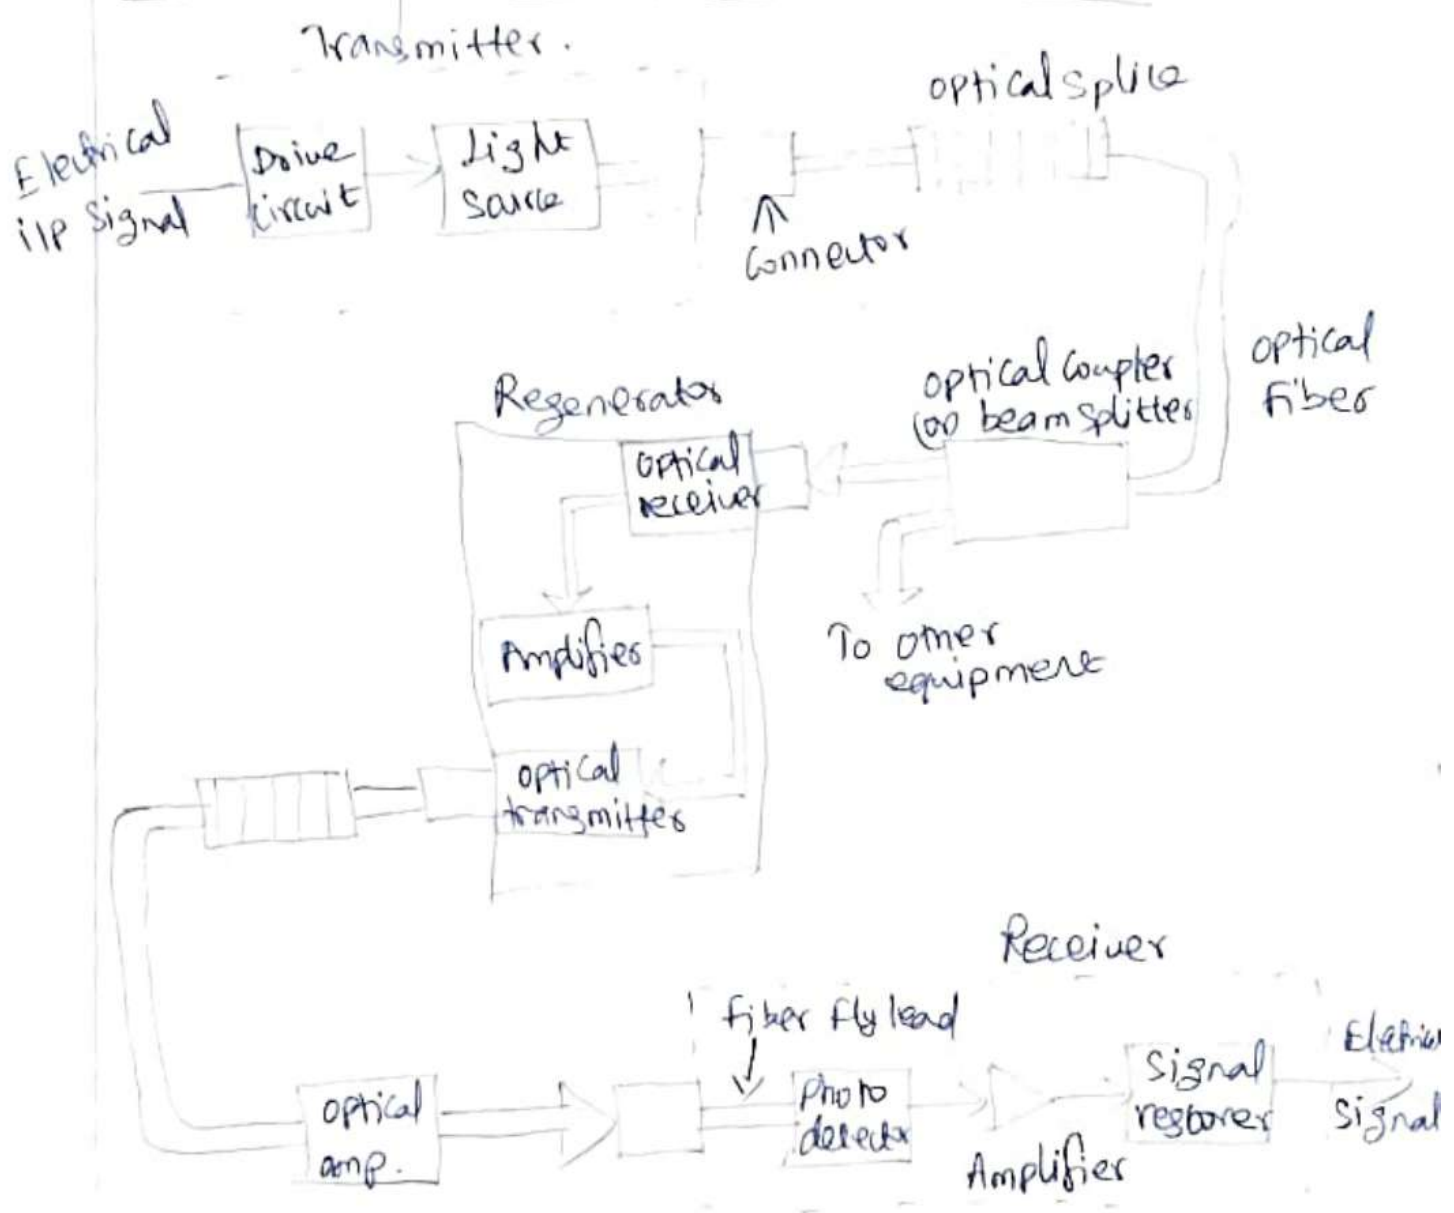 Transmitter.
Optical Splice
Electrical
i/p Signal
Drive
circuit
Light
Source
Connector
Optical
fiber
Optical Coupler
(or) beam splitter
Regenerator
Optical
receiver
Amplifier
To other
equipment
Optical
transmitter
Receiver
fiber fly lead
Optical
amp.
Photo
detector
Amplifier
Signal
restorer
Signal